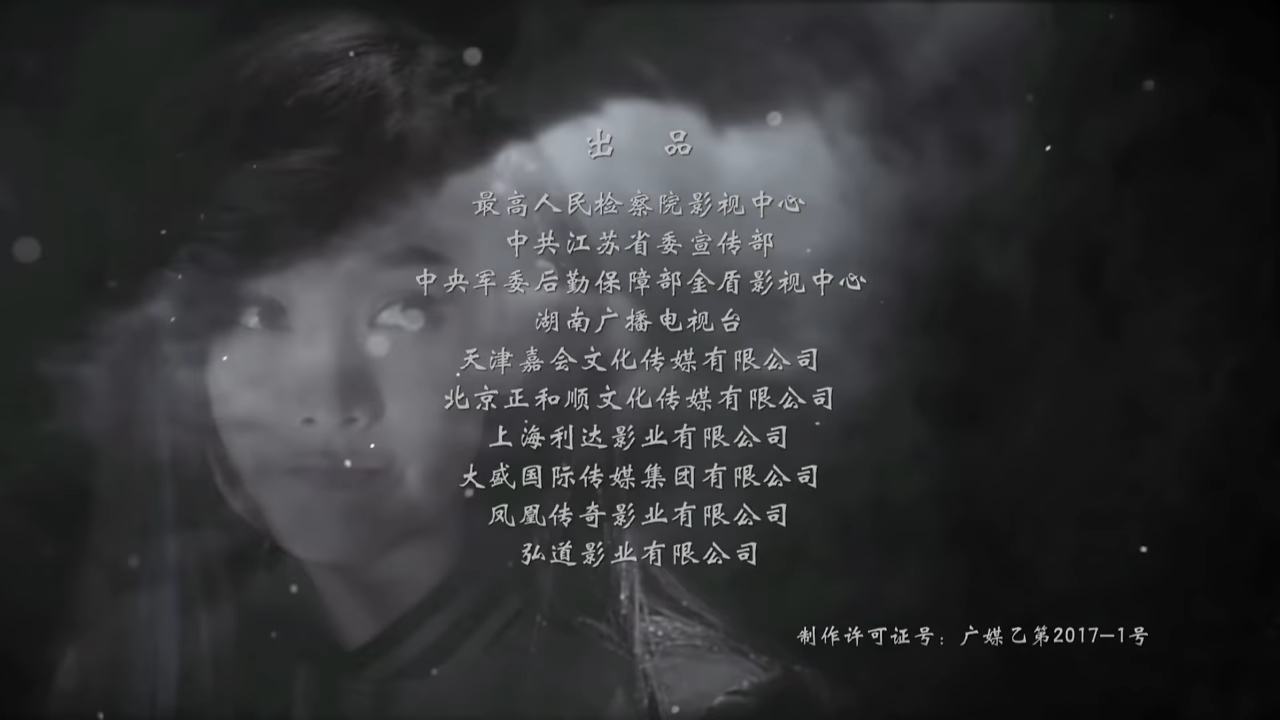 出 品
最高人民检察院影视中心
中共江苏省委宣传部
中央军委后勤保障部金盾影视中心
湖南广播电视台
天津嘉会文化传媒有限公司
北京正和顺文化传媒有限公司
上海利达影业有限公司
大盛国际传媒集团有限公司
凤凰传奇影业有限公司
弘道影业有限公司
制作许可证号：广媒乙第2017-1号